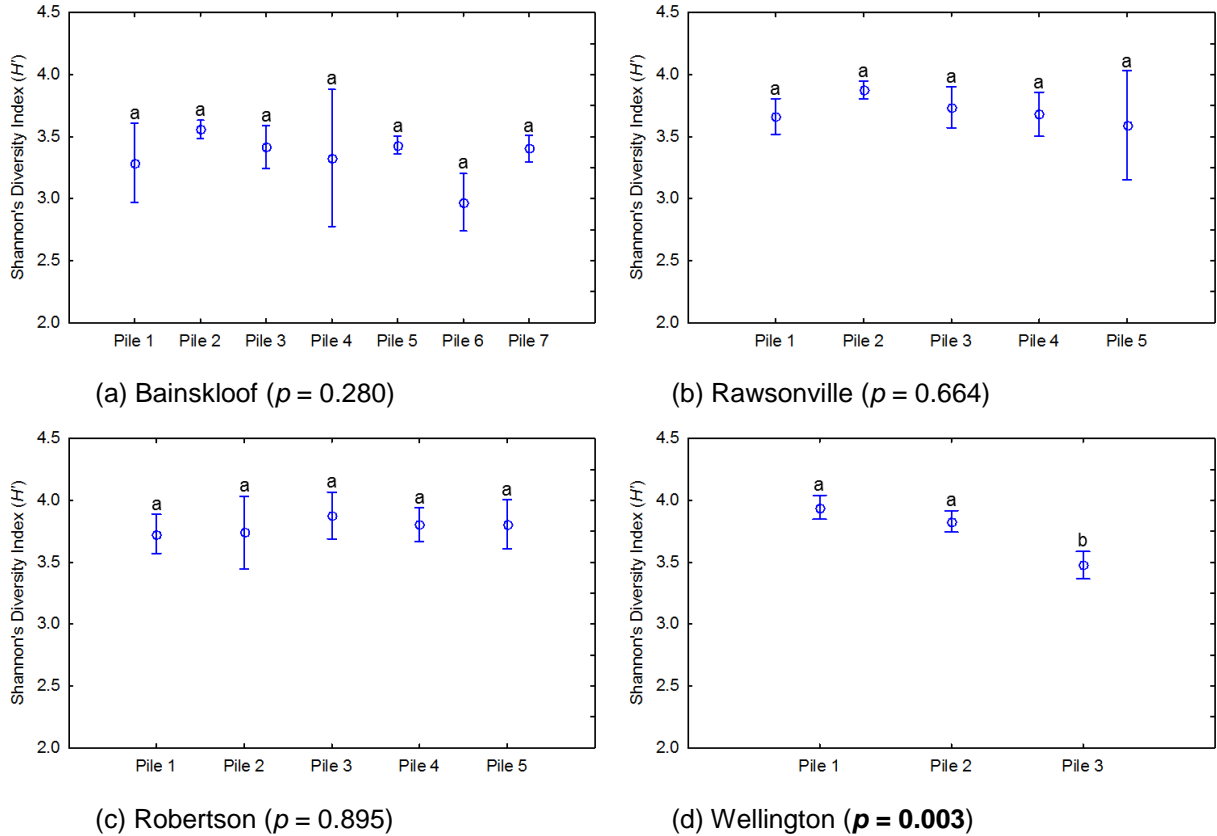 4.5
4.0
3.5
3.0
2.5
2.0
Shannon's Diversity Index (H')
a a a a a a a
Pile 1 Pile 2 Pile 3 Pile 4 Pile 5 Pile 6 Pile 7
(a) Bainskloof (p = 0.280)
4.5
4.0
3.5
3.0
2.5
2.0
Shannon's Diversity Index (H')
a a a a a
Pile 1 Pile 2 Pile 3 Pile 4 Pile 5
(b) Rawsonville (p = 0.664)
4.5
4.0
3.5
3.0
2.5
2.0
Shannon's Diversity Index (H')
a a a a a
Pile 1 Pile 2 Pile 3 Pile 4 Pile 5
(c) Robertson (p = 0.895)
4.5
4.0
3.5
3.0
2.5
2.0
Shannon's Diversity Index (H')
a a b
Pile 1 Pile 2 Pile 3
(d) Wellington (p = 0.003)